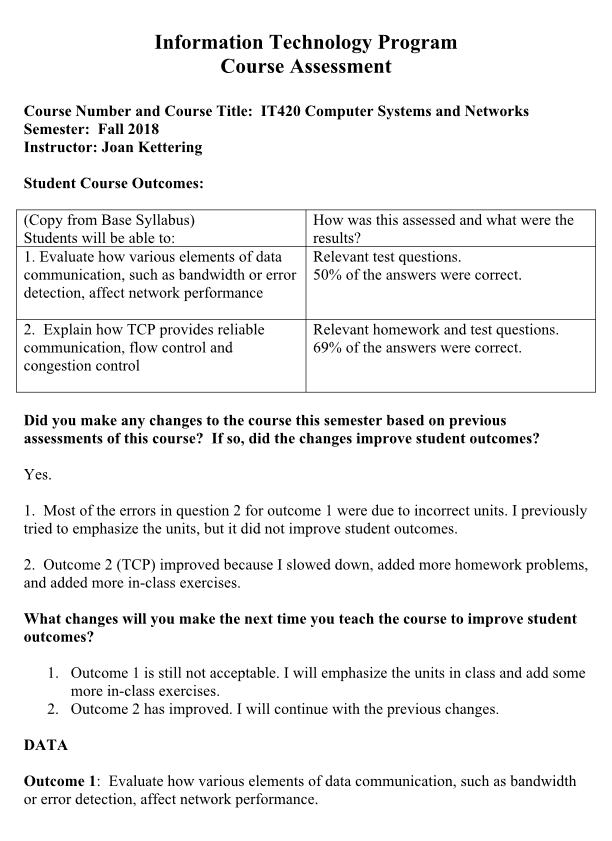 Information Technology Program
Course Assessment
Course Number and Course Title:  IT420 Computer Systems and Networks
Semester:  Fall 2018
Instructor: Joan Kettering
Student Course Outcomes:
(Copy from Base Syllabus)
Students will be able to:
How was this assessed and what were the
results?
1. Evaluate how various elements of data
communication, such as bandwidth or error
detection, affect network performance
Relevant test questions.
50% of the answers were correct.
2.  Explain how TCP provides reliable
communication, flow control and
congestion control
Relevant homework and test questions.
69% of the answers were correct.
Did you make any changes to the course this semester based on previous
assessments of this course?  If so, did the changes improve student outcomes?
Yes.
1.  Most of the errors in question 2 for outcome 1 were due to incorrect units. I previously
tried to emphasize the units, but it did not improve student outcomes.
2.  Outcome 2 (TCP) improved because I slowed down, added more homework problems,
and added more in-class exercises.
What changes will you make the next time you teach the course to improve student
outcomes?
1.  Outcome 1 is still not acceptable. I will emphasize the units in class and add some
more in-class exercises.
2.  Outcome 2 has improved. I will continue with the previous changes.
DATA
Outcome 1:  Evaluate how various elements of data communication, such as bandwidth
or error detection, affect network performance.